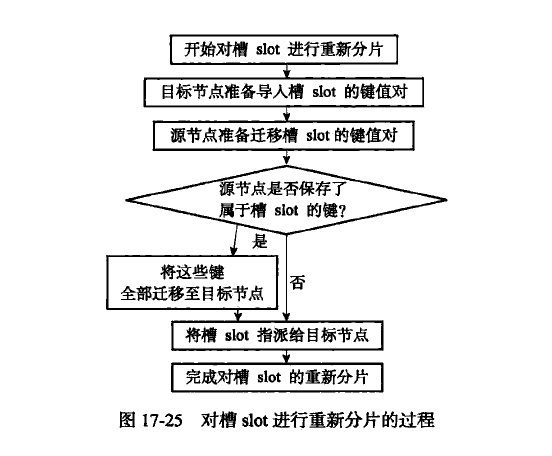 开始对槽 slot 进行重新分片
目标节点准备导入槽 slot 的键值对
源节点准备迁移槽 slot的键值对
源节点是否保存了
属于槽 slot 的键?
是
将这些键
全部迁移至目标节点
否
将槽 slot 指派给目标节点
完成对槽 slot 的重新分片
图 17-25 对槽 slot 进行重新分片的过程